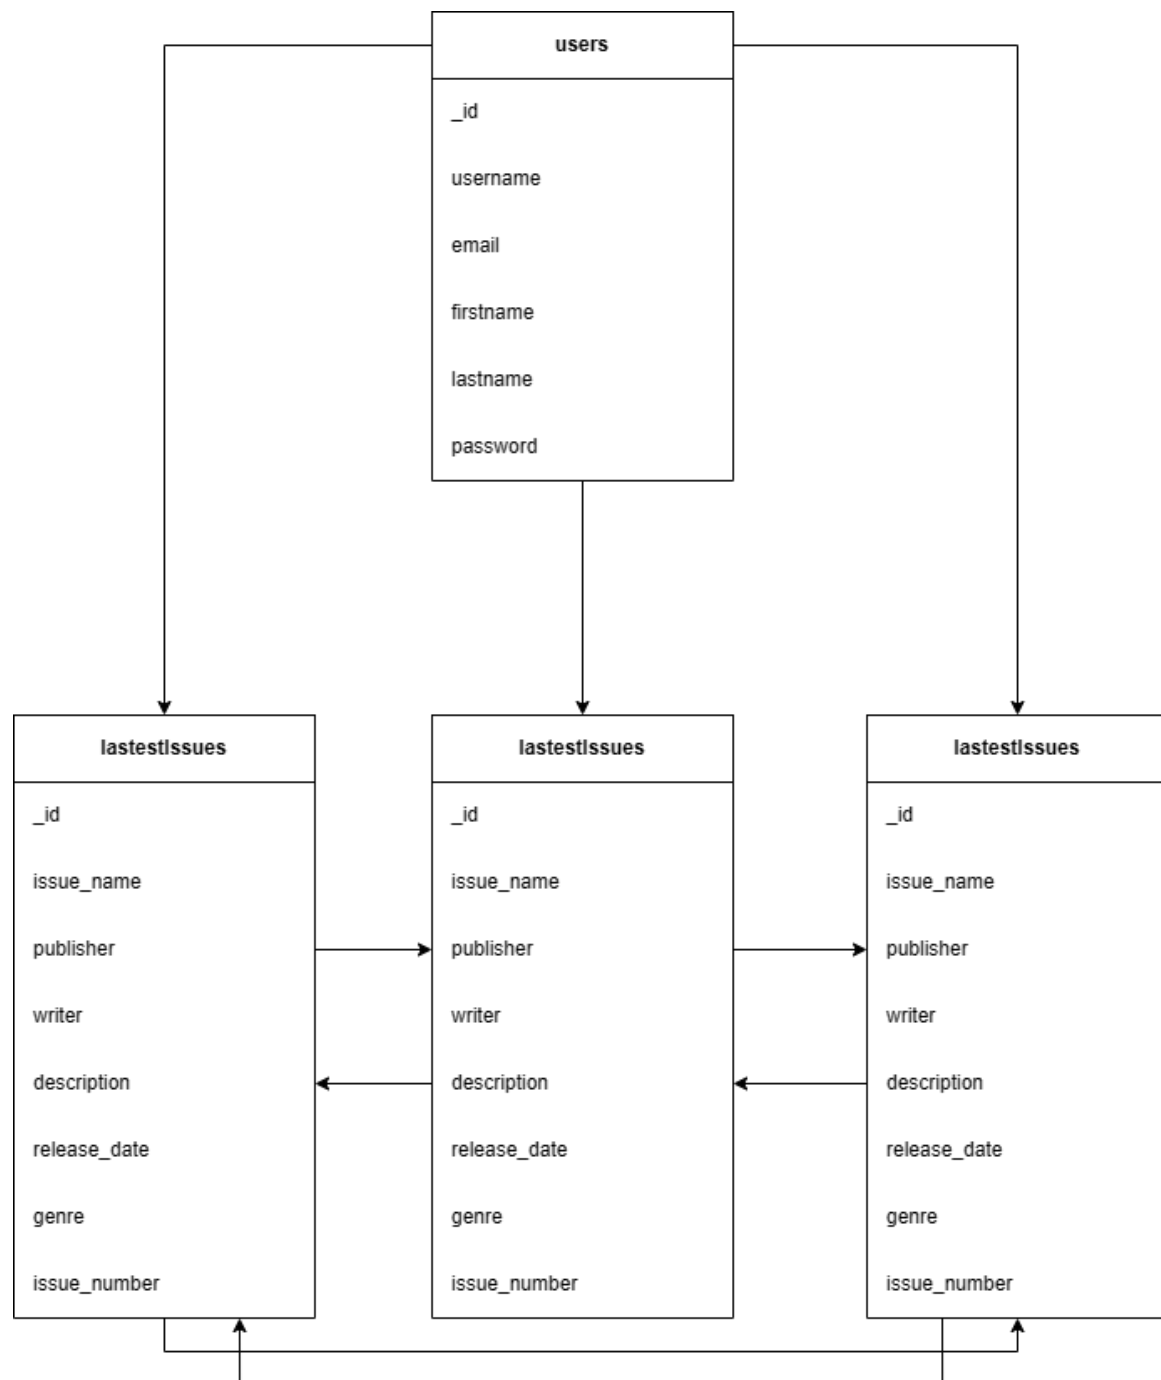 users
_id
username
email
firstname
lastname
password
lastestIssues
_id
issue_name
publisher
writer
description
release_date
genre
issue_number
lastestIssues
_id
issue_name
publisher
writer
description
release_date
genre
issue_number
lastestIssues
_id
issue_name
publisher
writer
description
release_date
genre
issue_number